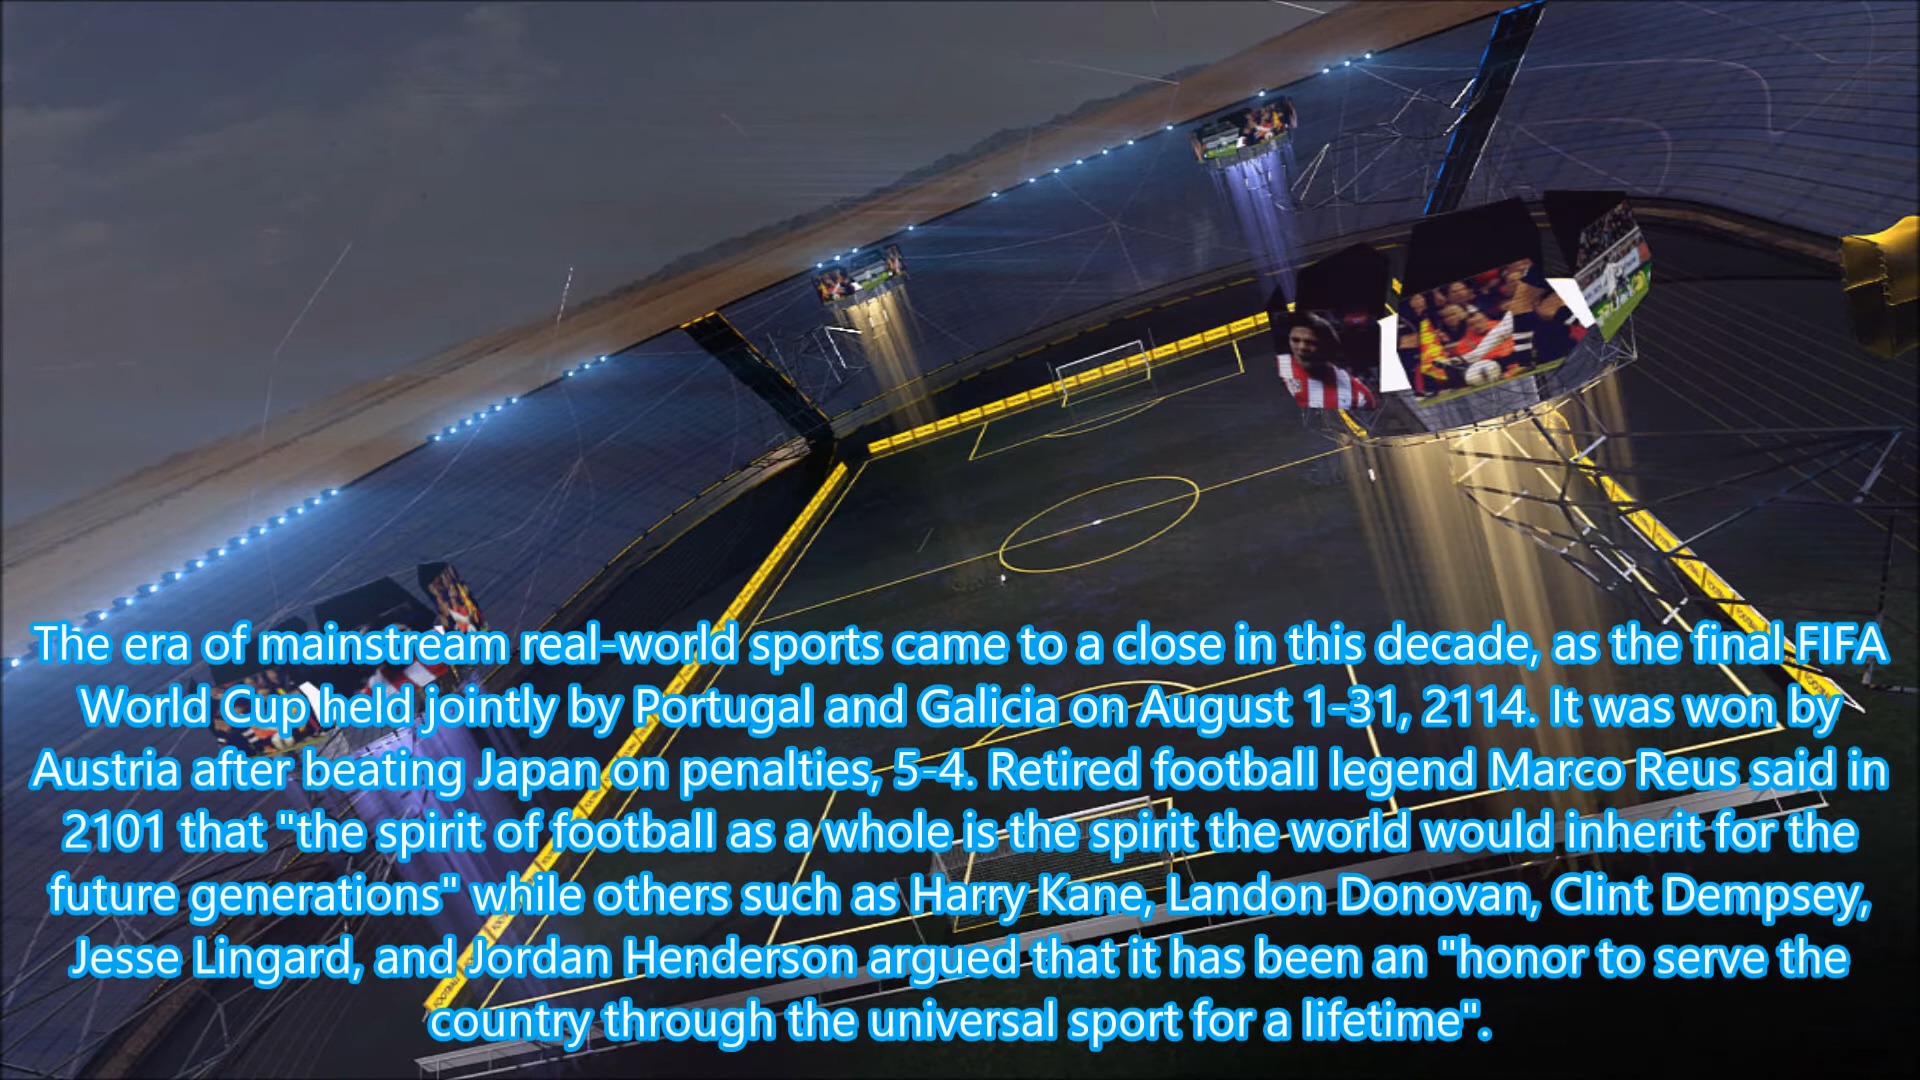 The era of mainstream real-world sports came to a close in this decade, as the final FIFA
World Cup held jointly by Portugal and Galicia on August 1-31, 2114. It was won by
Austria after beating Japan on penalties, 5-4. Retired football legend Marco Reus said in
2101 that "the spirit of football as a whole is the spirit the world would inherit for the
future generations" while others such as Harry Kane, Landon Donovan, Clint Dempsey,
Jesse Lingard, and Jordan Henderson argued that it has been an "honor to serve the
country through the universal sport for a lifetime".